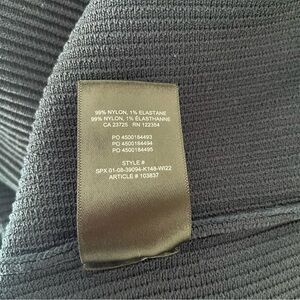 99% NYLON, 1% ELASTANE
99% NYLON, 1% ÉLASTHANNE
CA 23725 RN 122354
PO 4500184493
PO 4500184494
PO 4500184495
STYLE #
SPX.01-08-39094-K148-WI22
ARTICLE # 103837